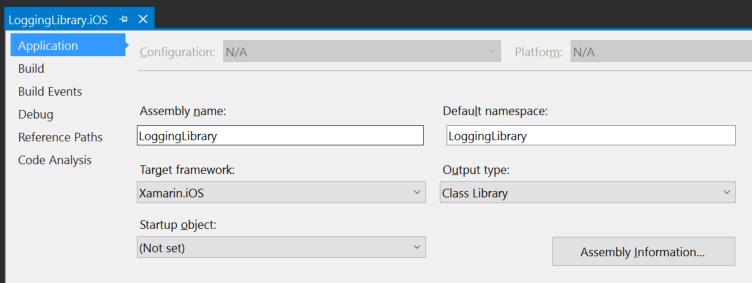 LoggingLibrary.iOS
Application
Configuration: N/A Platform: N/A
Build
Build Events
Debug
Reference Paths
Code Analysis
Assembly name: Default namespace:
LoggingLibrary LoggingLibrary
Target framework: Output type:
Xamarin.iOS Class Library
Startup object:
(Not set)
Assembly Information...